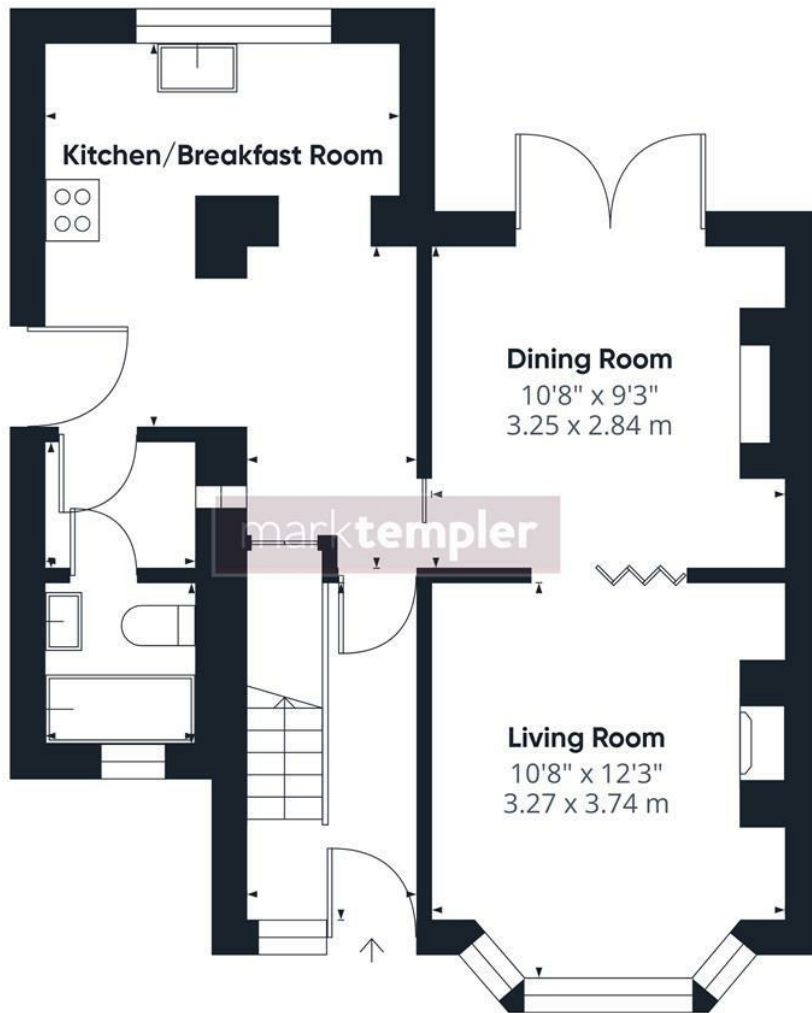 Kitchen/Breakfast Room
Dining Room
10'8" x 9'3"
3.25 x 2.84 m
marktempler
Living Room
10'8" x 12'3"
3.27 x 3.74 m